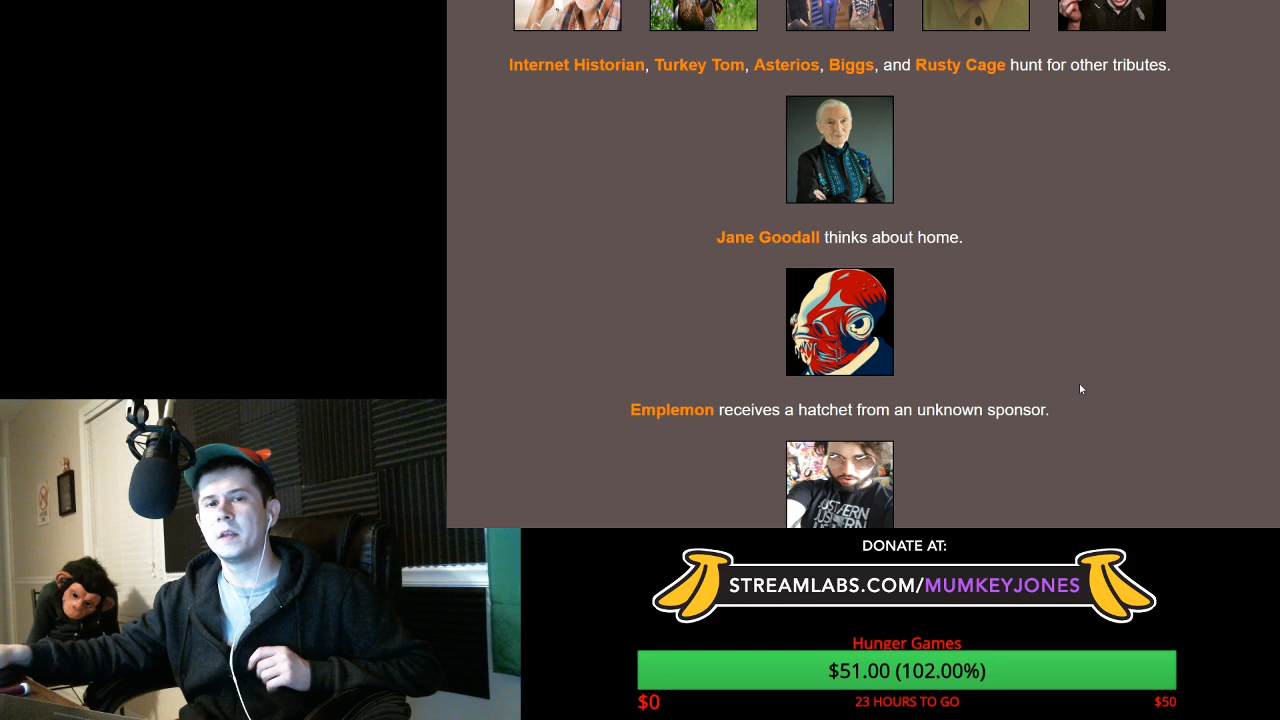 Internet Historian, Turkey Tom, Asterios, Biggs, and Rusty Cage hunt for other tributes.
Jane Goodall thinks about home.
Emplemon receives a hatchet from an unknown sponsor.
DONATE AT:
STREAMLABS.COM/MUMKEYJONES
Hunger Games
$51.00 (102.00%)
$0
23 HOURS TO GO
$50